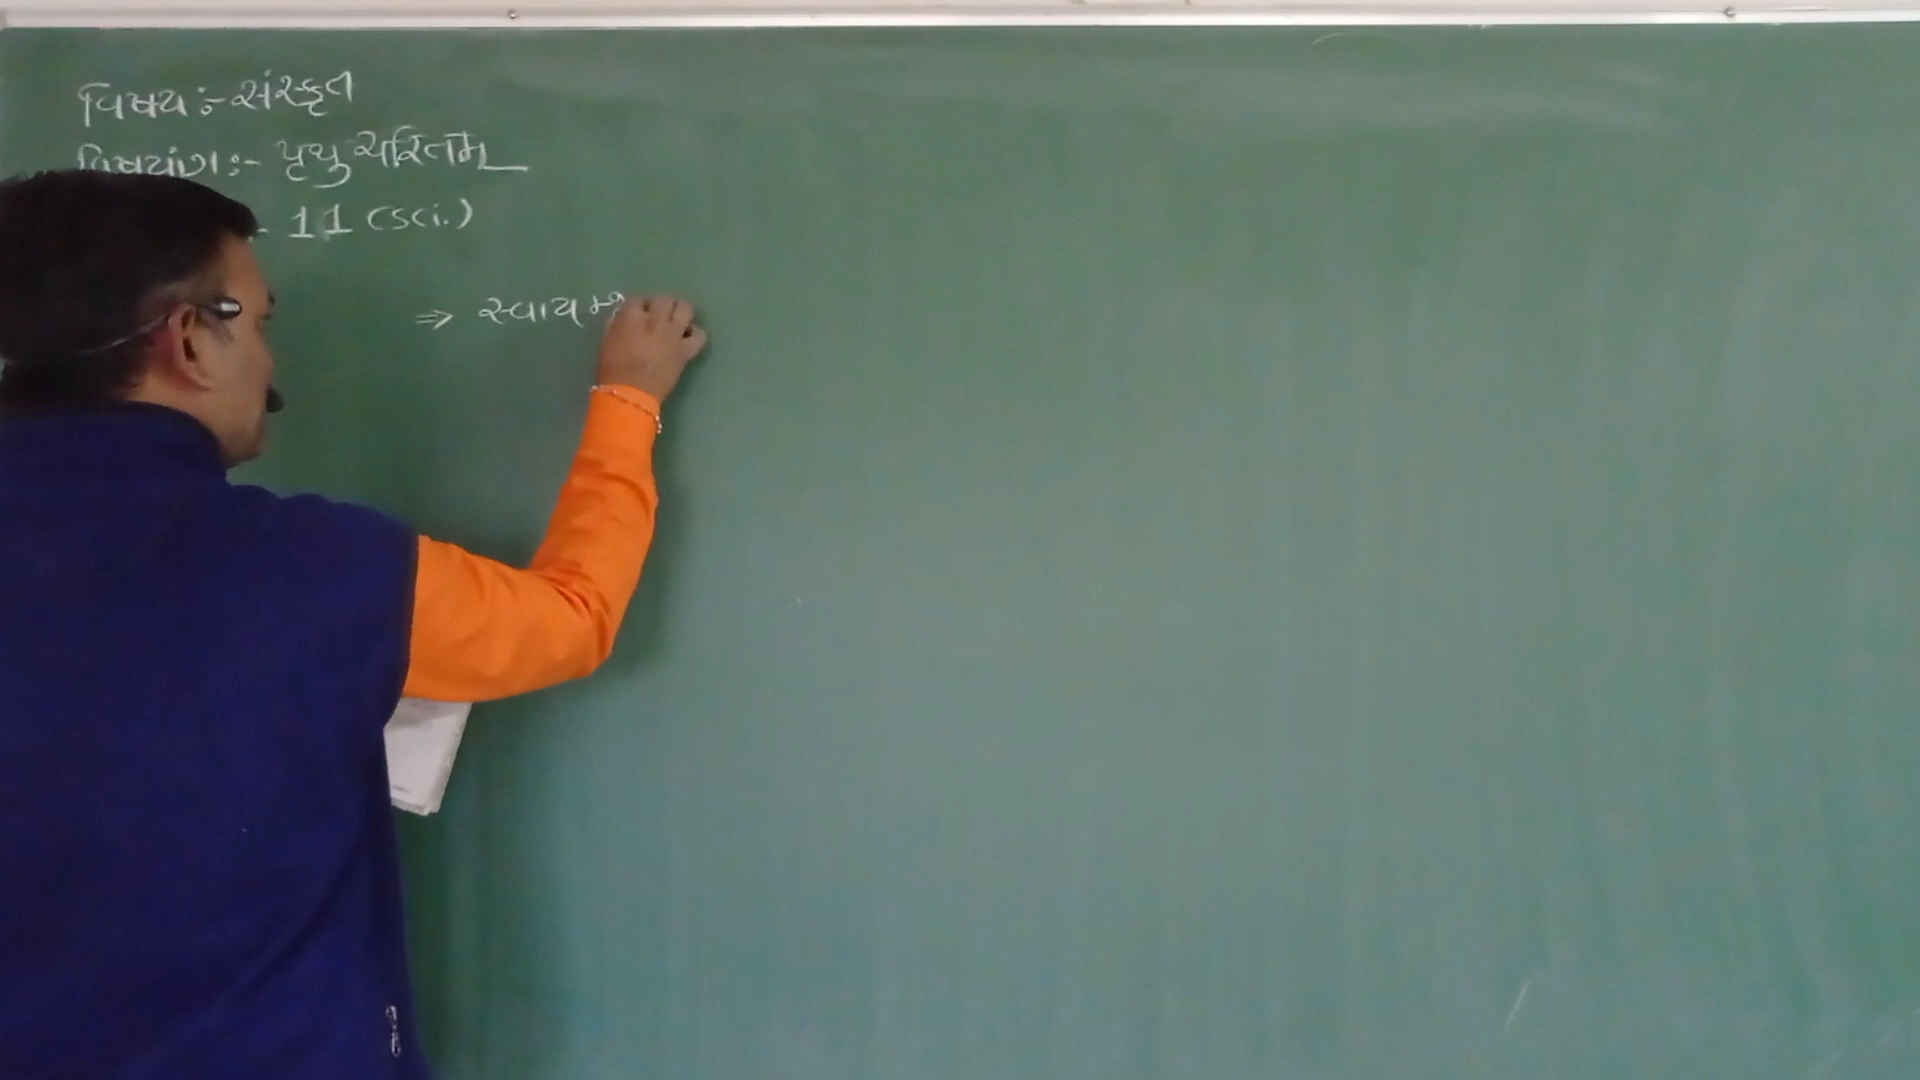 વિષય :- સંસ્કૃત
વિષયાંગ :- પૃથુચરિતમ્
- 11 (sci.)
⇒ સ્વાયમ્ભ